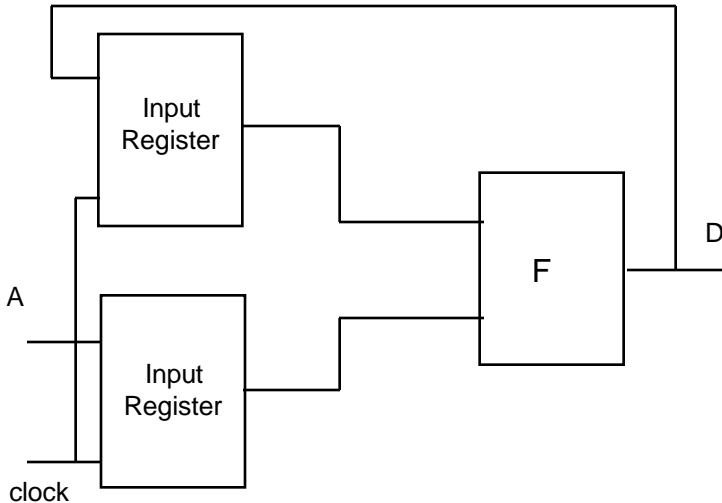 Input
Register
D
F
A
Input
Register
clock